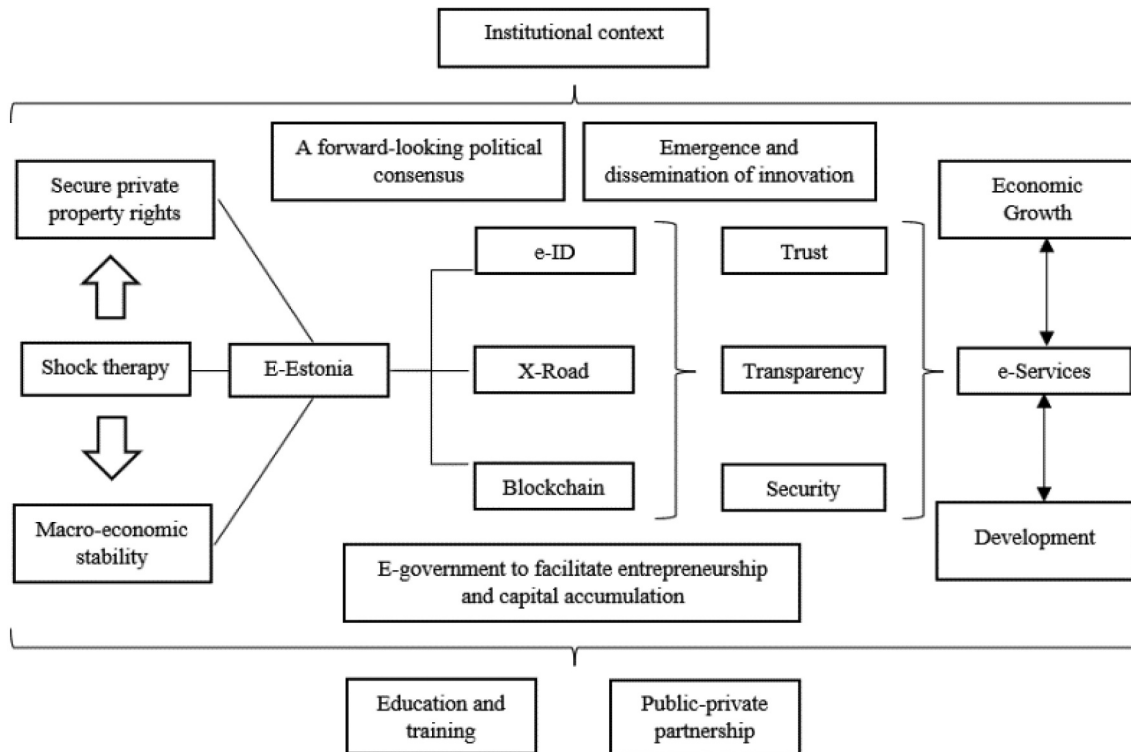 Institutional context
A forward-looking political
consensus
Emergence and
dissemination of innovation
Secure private
property rights
Economic
Growth
e-ID
Trust
Shock therapy
E-Estonia
X-Road
Transparency
e-Services
Blockchain
Security
Macro-economic
stability
Development
E-government to facilitate entrepreneurship
and capital accumulation
Education and
training
Public-private
partnership